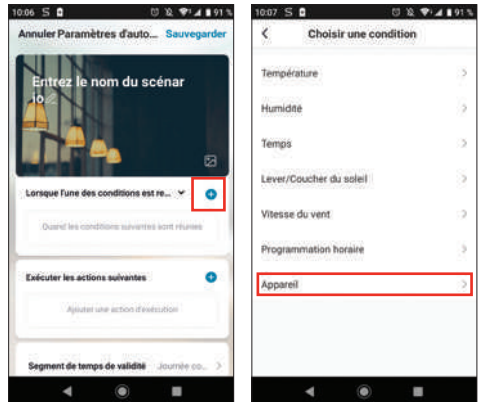 10:06 S
91 %
Annuler Paramètres d'auto... Sauvegarder
Entrez le nom du scénar
io
Lorsque l'une des conditions est re...
Quand les conditions suivantes sont réunies
Exécuter les actions suivantes
Ajouter une action d'exécution
Segment de temps de validité Journée co...
10:07 S
91 %
Choisir une condition
Température
Humidité
Temps
Lever/Coucher du soleil
Vitesse du vent
Programmation horaire
Appareil